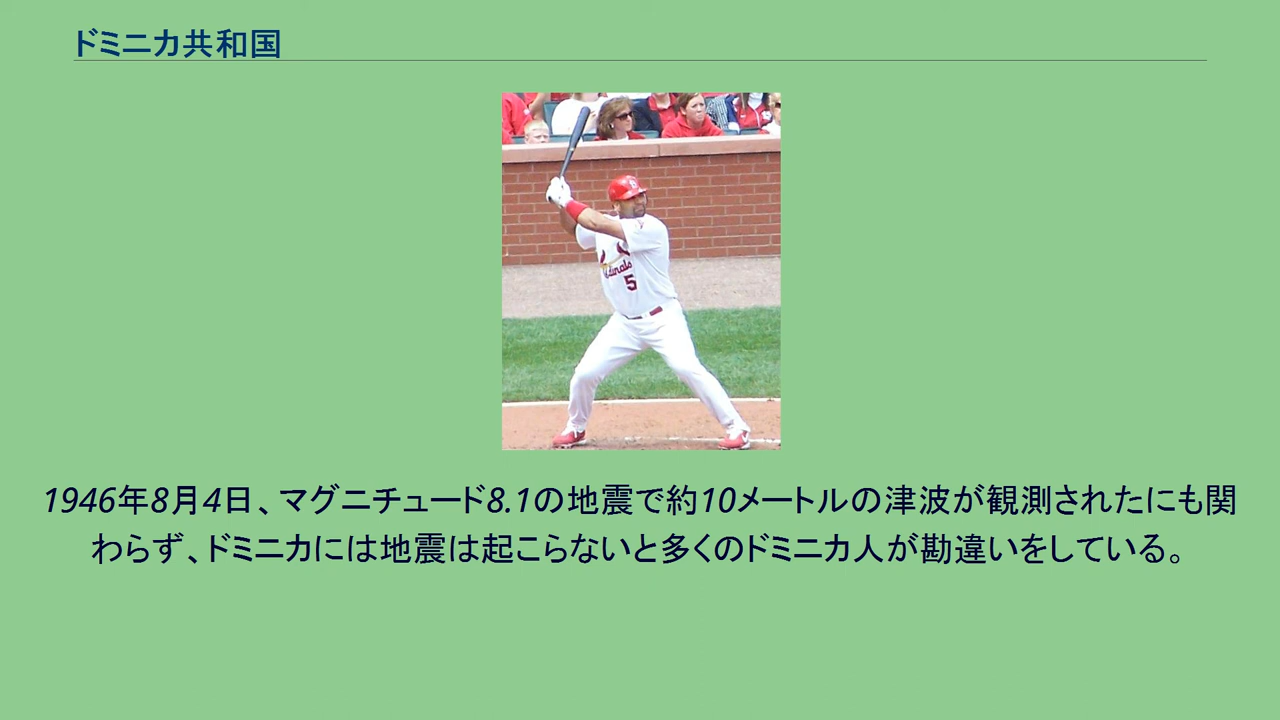 ドミニカ共和国
Cardinals
5
1946年8月4日、マグニチュード8.1の地震で約10メートルの津波が観測されたにも関
わらず、ドミニカには地震は起こらないと多くのドミニカ人が勘違いをしている。